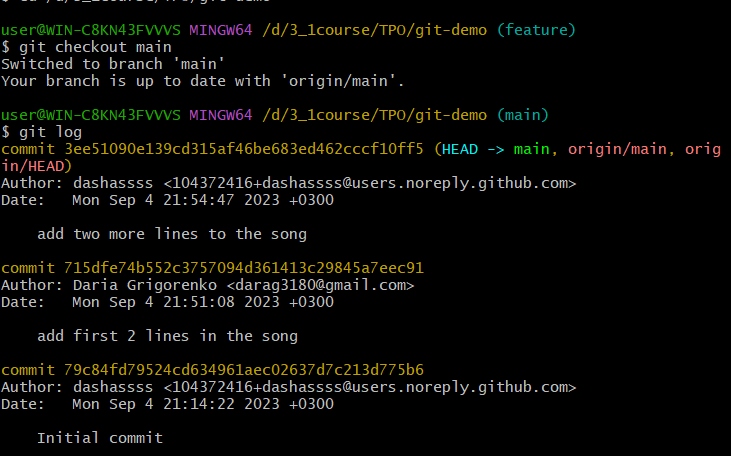 user@WIN-C8KN43FVVVS MINGW64 /d/3_1course/TPO/git-demo (feature)
$ git checkout main
Switched to branch 'main'
Your branch is up to date with 'origin/main'.
user@WIN-C8KN43FVVVS MINGW64 /d/3_1course/TPO/git-demo (main)
$ git log
commit 3ee51090e139cd315af46be683ed462cccf10ff5 (HEAD -> main, origin/main, orig
in/HEAD)
Author: dashassss <104372416+dashassss@users.noreply.github.com>
Date:   Mon Sep 4 21:54:47 2023 +0300
    add two more lines to the song
commit 715dfe74b552c3757094d361413c29845a7eec91
Author: Daria Grigorenko <darag3180@gmail.com>
Date:   Mon Sep 4 21:51:08 2023 +0300
    add first 2 lines in the song
commit 79c84fd79524cd634961aec02637d7c213d775b6
Author: dashassss <104372416+dashassss@users.noreply.github.com>
Date:   Mon Sep 4 21:14:22 2023 +0300
    Initial commit